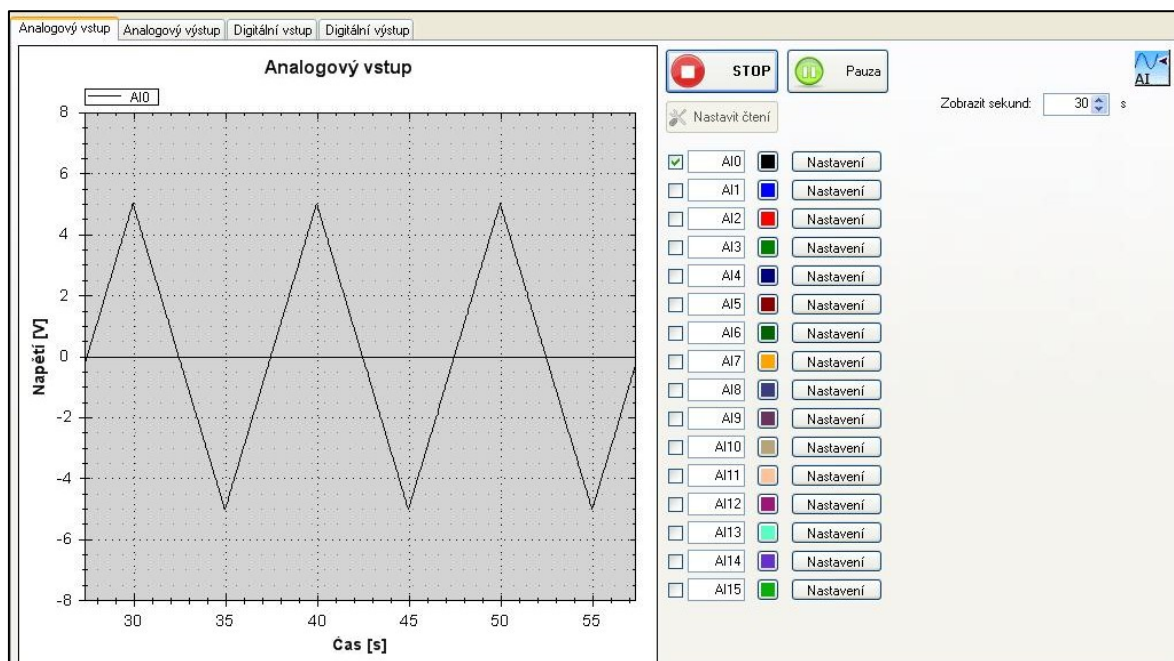 Analogový vstup Analogový výstup Digitální vstup Digitální výstup
Analogový vstup
AI0
8
6
4
2
0
-2
-4
-6
-8
Napětí [V]
30 35 40 45 50 55
Čas [s]
STOP Pauza
AI
Zobrazit sekund: 30 s
Nastavit čtení
AI0 Nastavení
AI1 Nastavení
AI2 Nastavení
AI3 Nastavení
AI4 Nastavení
AI5 Nastavení
AI6 Nastavení
AI7 Nastavení
AI8 Nastavení
AI9 Nastavení
AI10 Nastavení
AI11 Nastavení
AI12 Nastavení
AI13 Nastavení
AI14 Nastavení
AI15 Nastavení